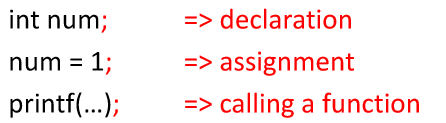 int num; => declaration
num = 1; => assignment
printf(…); => calling a function